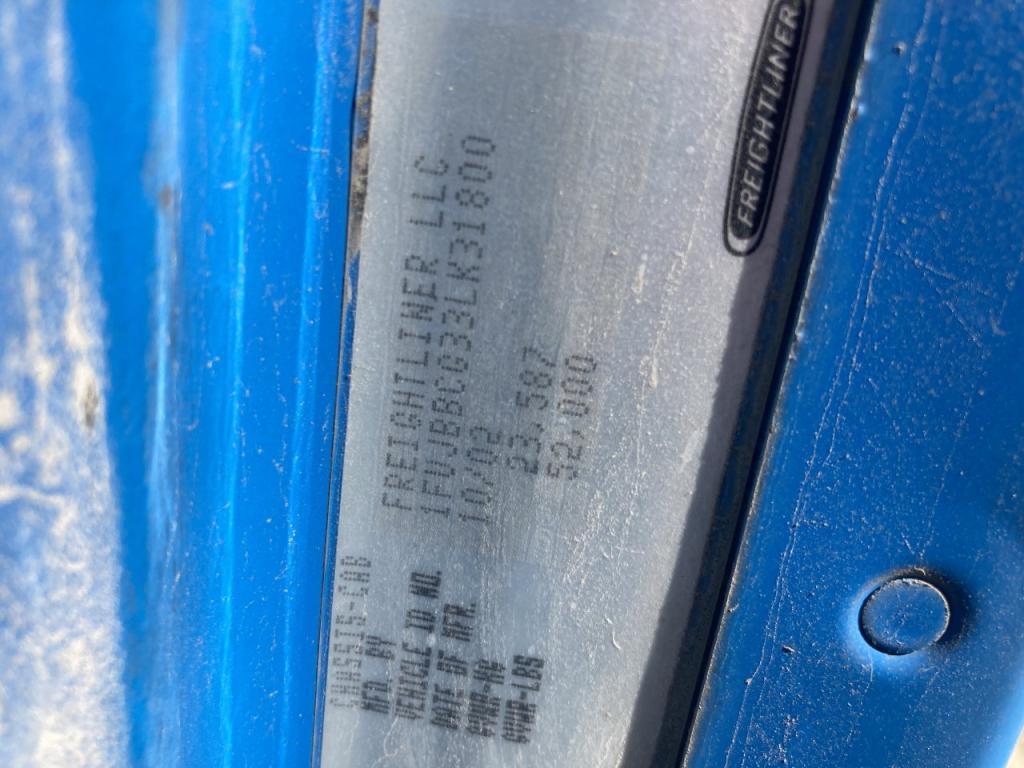 FREIGHTLINER
CHASSIS-CAB
MFD BY FREIGHTLINER LLC
VEHICLE ID NO. 1FUJBBCG33LK31800
DATE OF MFR. 10/02
GVWR-KG 23,587
GVWR-LBS 52,000